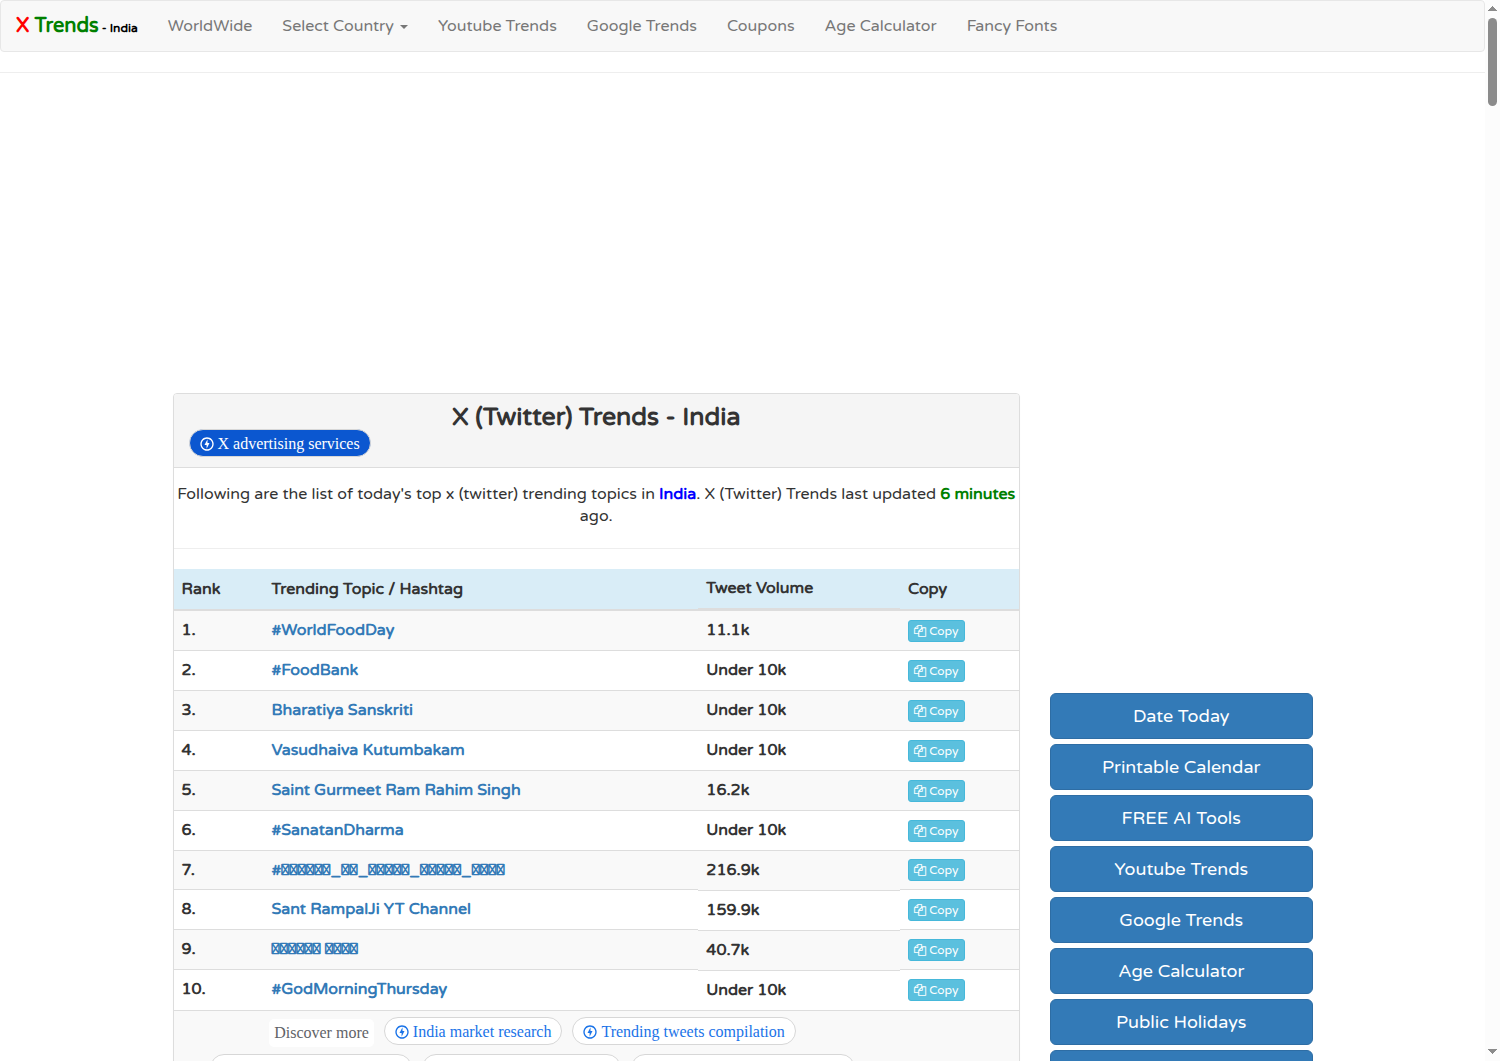 X Trends - India
WorldWide
Select Country
Youtube Trends
Google Trends
Coupons
Age Calculator
Fancy Fonts
X (Twitter) Trends - India
X advertising services
Following are the list of today's top x (twitter) trending topics in India. X (Twitter) Trends last updated 6 minutes
ago.
Rank Trending Topic / Hashtag Tweet Volume Copy
1. #WorldFoodDay 11.1k Copy
2. #FoodBank Under 10k Copy
3. Bharatiya Sanskriti Under 10k Copy
4. Vasudhaiva Kutumbakam Under 10k Copy
5. Saint Gurmeet Ram Rahim Singh 16.2k Copy
6. #SanatanDharma Under 10k Copy
7. # 216.9k Copy
8. Sant RampalJi YT Channel 159.9k Copy
9. 40.7k Copy
10. #GodMorningThursday Under 10k Copy
Discover more India market research Trending tweets compilation
Date Today
Printable Calendar
FREE AI Tools
Youtube Trends
Google Trends
Age Calculator
Public Holidays